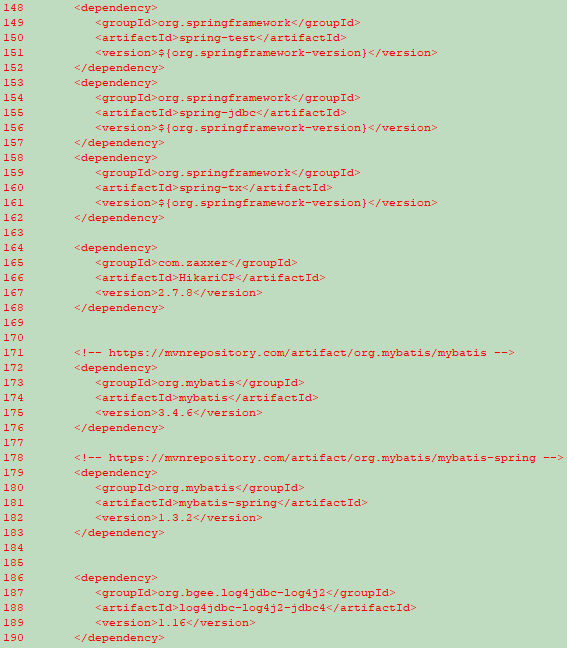 148 <dependency>
149 <groupId>org.springframework</groupId>
150 <artifactId>spring-test</artifactId>
151 <version>${org.springframework-version}</version>
152 </dependency>
153 <dependency>
154 <groupId>org.springframework</groupId>
155 <artifactId>spring-jdbc</artifactId>
156 <version>${org.springframework-version}</version>
157 </dependency>
158 <dependency>
159 <groupId>org.springframework</groupId>
160 <artifactId>spring-tx</artifactId>
161 <version>${org.springframework-version}</version>
162 </dependency>
163
164 <dependency>
165 <groupId>com.zaxxer</groupId>
166 <artifactId>HikariCP</artifactId>
167 <version>2.7.8</version>
168 </dependency>
169
170
171 <!-- https://mvnrepository.com/artifact/org.mybatis/mybatis -->
172 <dependency>
173 <groupId>org.mybatis</groupId>
174 <artifactId>mybatis</artifactId>
175 <version>3.4.6</version>
176 </dependency>
177
178 <!-- https://mvnrepository.com/artifact/org.mybatis/mybatis-spring -->
179 <dependency>
180 <groupId>org.mybatis</groupId>
181 <artifactId>mybatis-spring</artifactId>
182 <version>1.3.2</version>
183 </dependency>
184
185
186 <dependency>
187 <groupId>org.bgee.log4jdbc-log4j2</groupId>
188 <artifactId>log4jdbc-log4j2-jdbc4</artifactId>
189 <version>1.16</version>
190 </dependency>